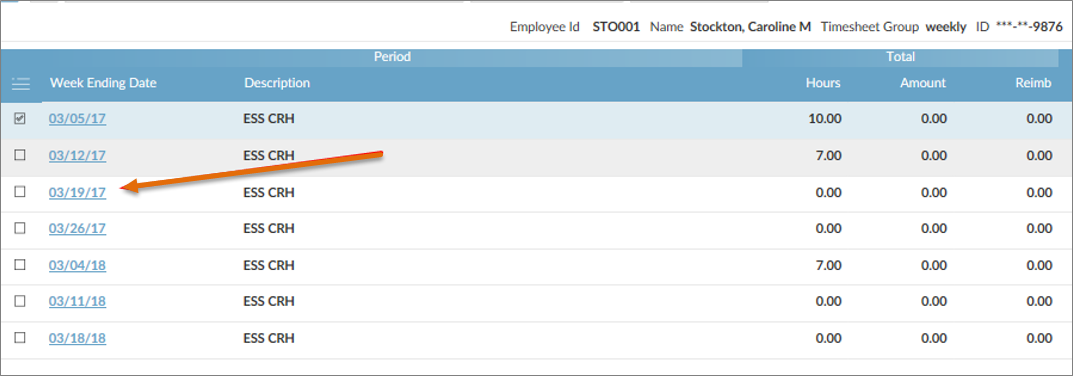 Employee Id STO001 Name Stockton, Caroline M Timesheet Group weekly ID ***-**-9876
Period Total
Week Ending Date Description Hours Amount Reimb
03/05/17 ESS CRH 10.00 0.00 0.00
03/12/17 ESS CRH 7.00 0.00 0.00
03/19/17 ESS CRH 0.00 0.00 0.00
03/26/17 ESS CRH 0.00 0.00 0.00
03/04/18 ESS CRH 7.00 0.00 0.00
03/11/18 ESS CRH 0.00 0.00 0.00
03/18/18 ESS CRH 0.00 0.00 0.00